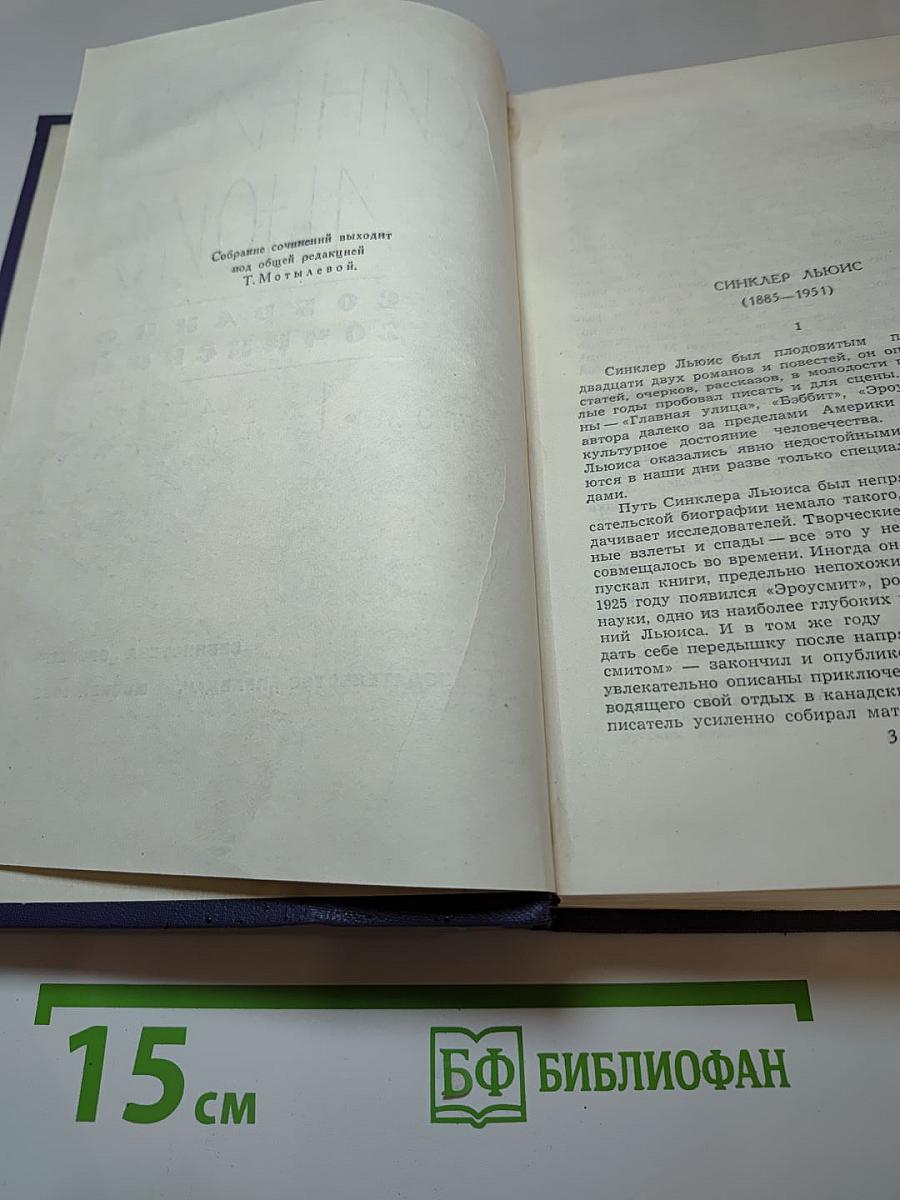 Собрание сочинений выходит
под общей редакцией
Т. Мотылевой.
СИНКЛЕР ЛЬЮИС
(1885—1951)
1
Синклер Льюис был плодовитым
двадцати двух романов и повестей, он
статей, очерков, рассказов, в молодости
лые годы пробовал писать и для сцены.
ны — «Главная улица», «Бэббит», «Эроу
автора далеко за пределами Америки
культурное достояние человечества.
Льюиса оказались явно недостойными
ются в наши дни разве только специал
дами.
Путь Синклера Льюиса был непря
сательской биографии немало такого,
дачивает исследователей. Творческие
ные взлеты и спады — все это у не
совмещалось во времени. Иногда он
пускал книги, предельно непохожи
1925 году появился «Эроусмит», ро
науки, одно из наиболее глубоких
ний Льюиса. И в том же году
дать себе передышку после напря
смитом» — закончил и опублико
увлекательно описаны приключе
водящего свой отдых в канадски
писатель усиленно собирал мат
3
15 см
БФ БИБЛИОФАН